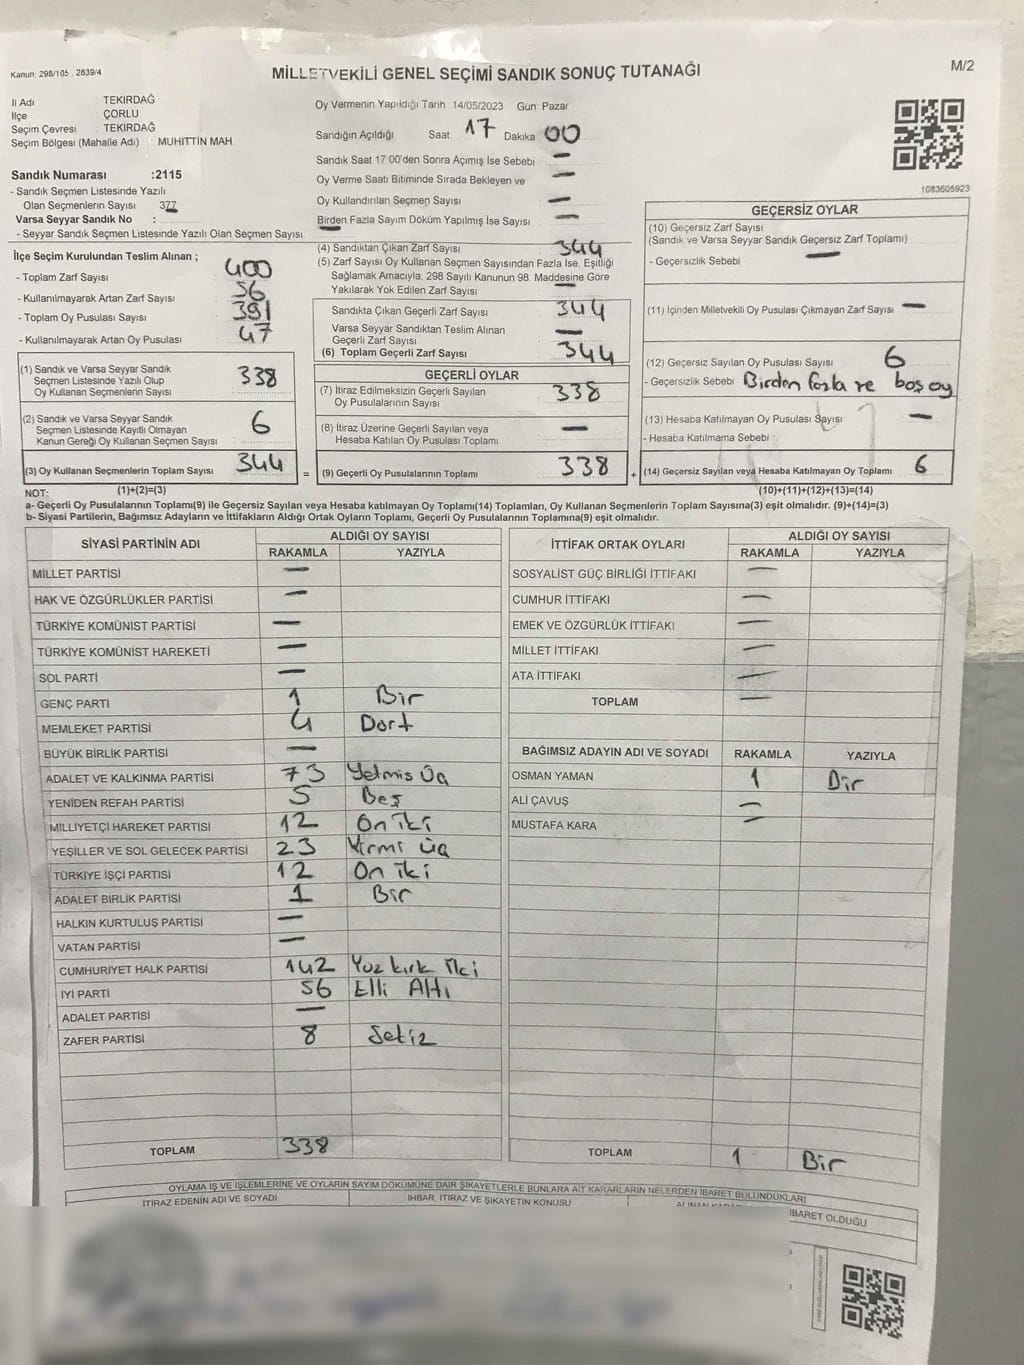 Kanun: 298/105 , 2839/4
MİLLETVEKİLİ GENEL SEÇİMİ SANDIK SONUÇ TUTANAĞI
M/2
İl Adı TEKİRDAĞ
İlçe ÇORLU
Seçim Çevresi : TEKİRDAĞ
Seçim Bölgesi (Mahalle Adı) : MUHITTİN MAH.
Sandık Numarası :2115
- Sandık Seçmen Listesinde Yazılı
Olan Seçmenlerin Sayısı 377
Varsa Seyyar Sandık No :
- Seyyar Sandık Seçmen Listesinde Yazılı Olan Seçmen Sayısı
Oy Vermenin Yapıldığı Tarih 14/05/2023 Gün: Pazar
Sandığın Açıldığı Saat: 17 Dakika 00
Sandık Saat 17 00'den Sonra Açımış İse Sebebi —
Oy Verme Saati Bitiminde Sırada Bekleyen ve —
Oy Kullandırılan Seçmen Sayısı —
Birden Fazla Sayım Döküm Yapılmış İse Sayısı —
1083605923
İlçe Seçim Kurulundan Teslim Alınan ;
- Toplam Zarf Sayısı 400
- Kullanılmayarak Artan Zarf Sayısı 56
- Toplam Oy Pusulası Sayısı 391
- Kullanılmayarak Artan Oy Pusulası 47
(1) Sandık ve Varsa Seyyar Sandık
Seçmen Listesinde Yazılı Olup
Oy Kullanan Seçmenlerin Sayısı 338
(2) Sandık ve Varsa Seyyar Sandık
Seçmen Listesinde Kayıtlı Olmayan
Kanun Gereği Oy Kullanan Seçmen Sayısı 6
(3) Oy Kullanan Seçmenlerin Toplam Sayısı 344
(1)+(2)=(3)
(4) Sandıktan Çıkan Zarf Sayısı 344
(5) Zarf Sayısı Oy Kullanan Seçmen Sayısından Fazla İse, Eşitliği
Sağlamak Amacıyla, 298 Sayılı Kanunun 98. Maddesine Göre
Yakılarak Yok Edilen Zarf Sayısı —
Sandıkta Çıkan Geçerli Zarf Sayısı 344
Varsa Seyyar Sandıktan Teslim Alınan
Geçerli Zarf Sayısı —
(6) Toplam Geçerli Zarf Sayısı 344
GEÇERLİ OYLAR
(7) İtiraz Edilmeksizin Geçerli Sayılan
Oy Pusulalarının Sayısı 338
(8) İtiraz Üzerine Geçerli Sayılan veya
Hesaba Katılan Oy Pusulası Toplamı —
= (9) Geçerli Oy Pusulalarının Toplamı 338
GEÇERSİZ OYLAR
(10) Geçersiz Zarf Sayısı
(Sandık ve Varsa Seyyar Sandık Geçersiz Zarf Toplamı)
- Geçersizlik Sebebi —
(11) İçinden Milletvekili Oy Pusulası Çıkmayan Zarf Sayısı —
(12) Geçersiz Sayılan Oy Pusulası Sayısı 6
- Geçersizlik Sebebi Birden fazla ve boş oy
(13) Hesaba Katılmayan Oy Pusulası Sayısı —
- Hesaba Katılmama Sebebi :
+ (14) Geçersiz Sayılan veya Hesaba Katılmayan Oy Toplamı 6
(10)+(11)+(12)+(13)=(14)
NOT:
a- Geçerli Oy Pusulalarının Toplamı(9) ile Geçersiz Sayılan veya Hesaba katılmayan Oy Toplamı(14) Toplamları, Oy Kullanan Seçmenlerin Toplam Sayısına(3) eşit olmalıdır. (9)+(14)=(3)
b- Siyasi Partilerin, Bağımsız Adayların ve İttifakların Aldığı Ortak Oyların Toplamı, Geçerli Oy Pusulalarının Toplamına(9) eşit olmalıdır.
SİYASİ PARTİNİN ADI ALDIĞI OY SAYISI
RAKAMLA YAZIYLA
MİLLET PARTİSİ —
HAK VE ÖZGÜRLÜKLER PARTİSİ —
TÜRKİYE KOMÜNİST PARTİSİ —
TÜRKİYE KOMÜNİST HAREKETİ —
SOL PARTİ —
GENÇ PARTİ 1 Bir
MEMLEKET PARTİSİ 4 Dört
BÜYÜK BİRLİK PARTİSİ —
ADALET VE KALKINMA PARTİSİ 73 Yetmis Üç
YENİDEN REFAH PARTİSİ 5 Beş
MİLLİYETÇİ HAREKET PARTİSİ 12 On iki
YEŞİLLER VE SOL GELECEK PARTİSİ 23 Yirmi üç
TÜRKİYE İŞÇİ PARTİSİ 12 On iki
ADALET BİRLİK PARTİSİ 1 Bir
HALKIN KURTULUŞ PARTİSİ —
VATAN PARTİSİ —
CUMHURİYET HALK PARTİSİ 142 Yüz kırk iki
İYİ PARTİ 56 Elli Altı
ADALET PARTİSİ —
ZAFER PARTİSİ 8 Sekiz
TOPLAM 338
İTTİFAK ORTAK OYLARI ALDIĞI OY SAYISI
RAKAMLA YAZIYLA
SOSYALİST GÜÇ BİRLİĞİ İTTİFAKI —
CUMHUR İTTİFAKI —
EMEK VE ÖZGÜRLÜK İTTİFAKI —
MİLLET İTTİFAKI —
ATA İTTİFAKI —
TOPLAM —
BAĞIMSIZ ADAYIN ADI VE SOYADI RAKAMLA YAZIYLA
OSMAN YAMAN 1 Bir
ALİ ÇAVUŞ —
MUSTAFA KARA —
TOPLAM 1 Bir
OYLAMA İŞ VE İŞLEMLERİNE VE OYLARIN SAYIM DÖKÜMÜNE DAİR ŞİKAYETLERLE BUNLARA AİT KARARLARIN NELERDEN İBARET BULUNDUKLARI
İTİRAZ EDENİN ADI VE SOYADI İHBAR, İTİRAZ VE ŞİKAYETİN KONUSU
İBARET OLDUĞU